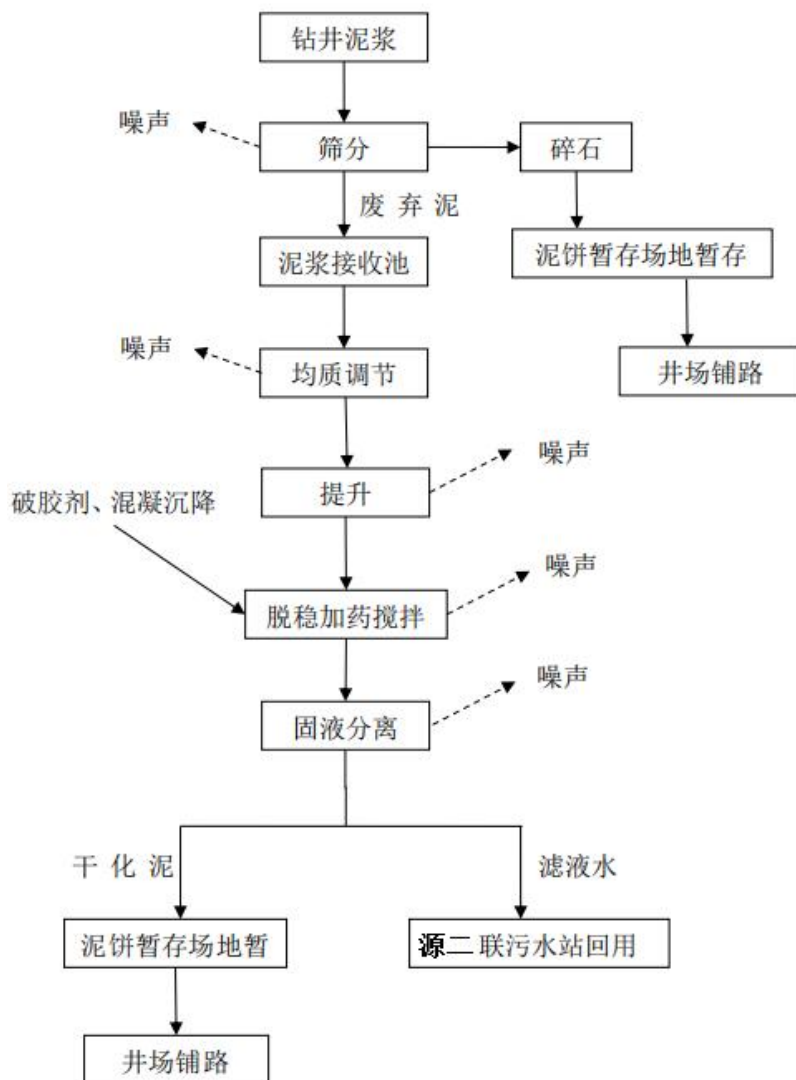 钻井泥浆
噪声
筛分
碎石
废弃泥
泥浆接收池
泥饼暂存场地暂存
噪声
均质调节
井场铺路
噪声
提升
破胶剂、混凝沉降
噪声
脱稳加药搅拌
噪声
固液分离
干化泥
滤液水
泥饼暂存场地暂
源二联污水站回用
井场铺路